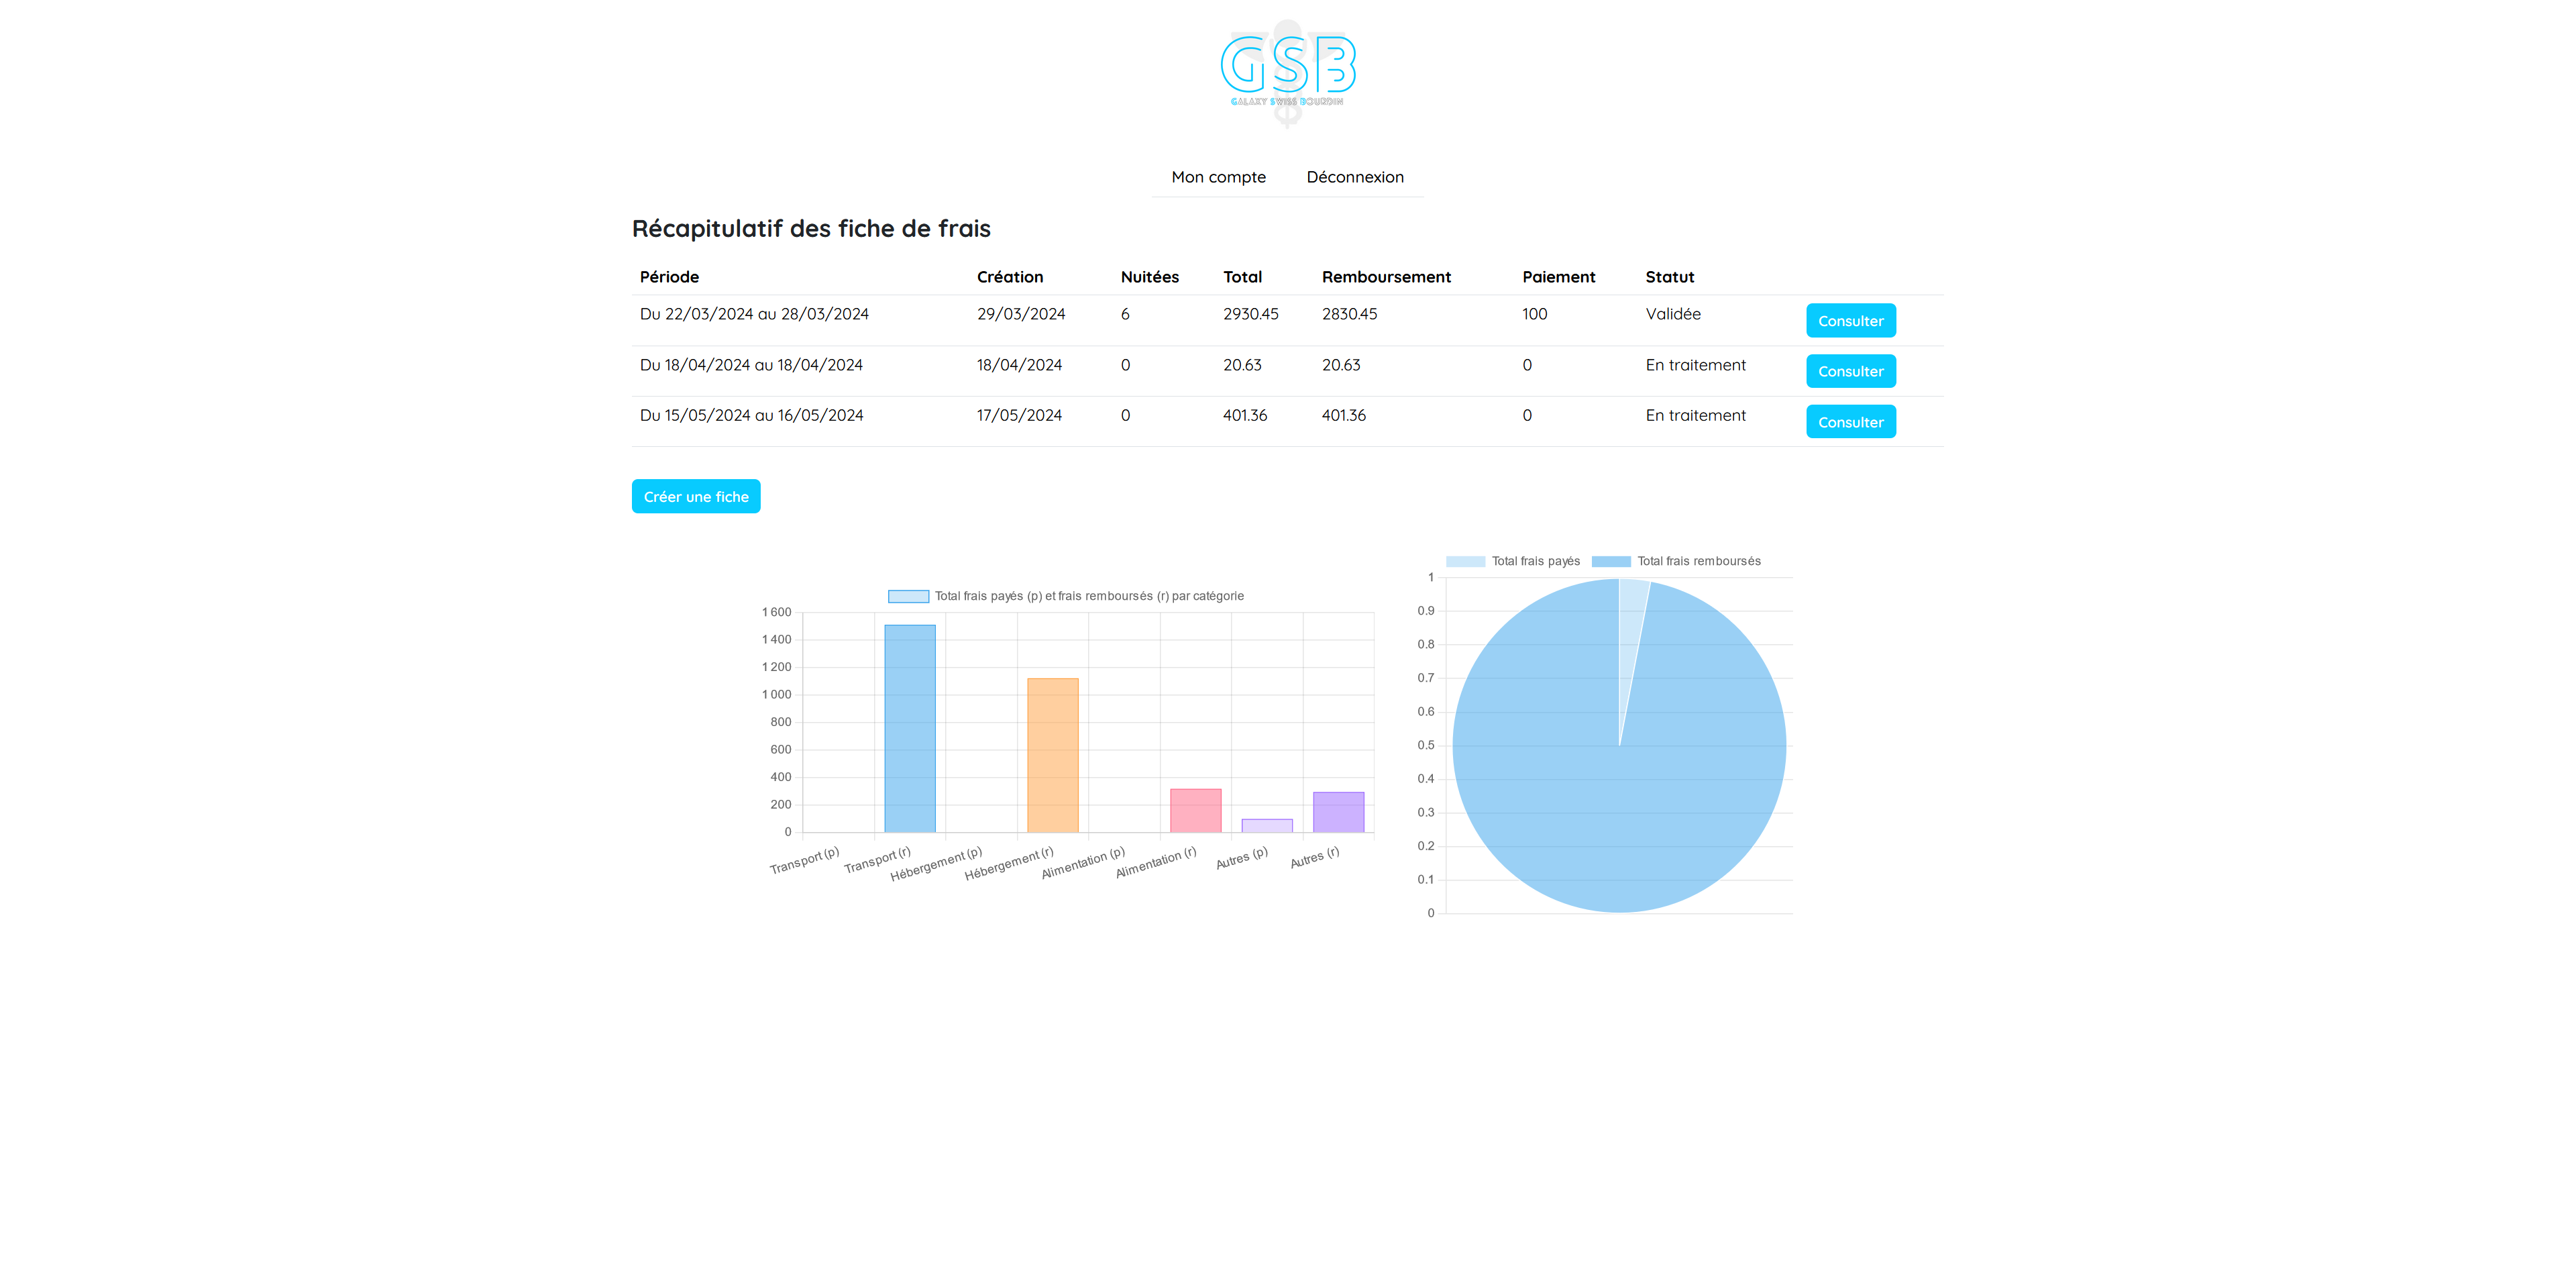 GSB
GALAXY SWISS BOURDIN
Mon compte Déconnexion
Récapitulatif des fiche de frais
Période Création Nuitées Total Remboursement Paiement Statut
Du 22/03/2024 au 28/03/2024 29/03/2024 6 2930.45 2830.45 100 Validée Consulter
Du 18/04/2024 au 18/04/2024 18/04/2024 0 20.63 20.63 0 En traitement Consulter
Du 15/05/2024 au 16/05/2024 17/05/2024 0 401.36 401.36 0 En traitement Consulter
Créer une fiche
Total frais payés (p) et frais remboursés (r) par catégorie
1 600
1 400
1 200
1 000
800
600
400
200
0
Transport (p) Transport (r) Hébergement (p) Hébergement (r) Alimentation (p) Alimentation (r) Autres (p) Autres (r)
Total frais payés Total frais remboursés
1
0.9
0.8
0.7
0.6
0.5
0.4
0.3
0.2
0.1
0